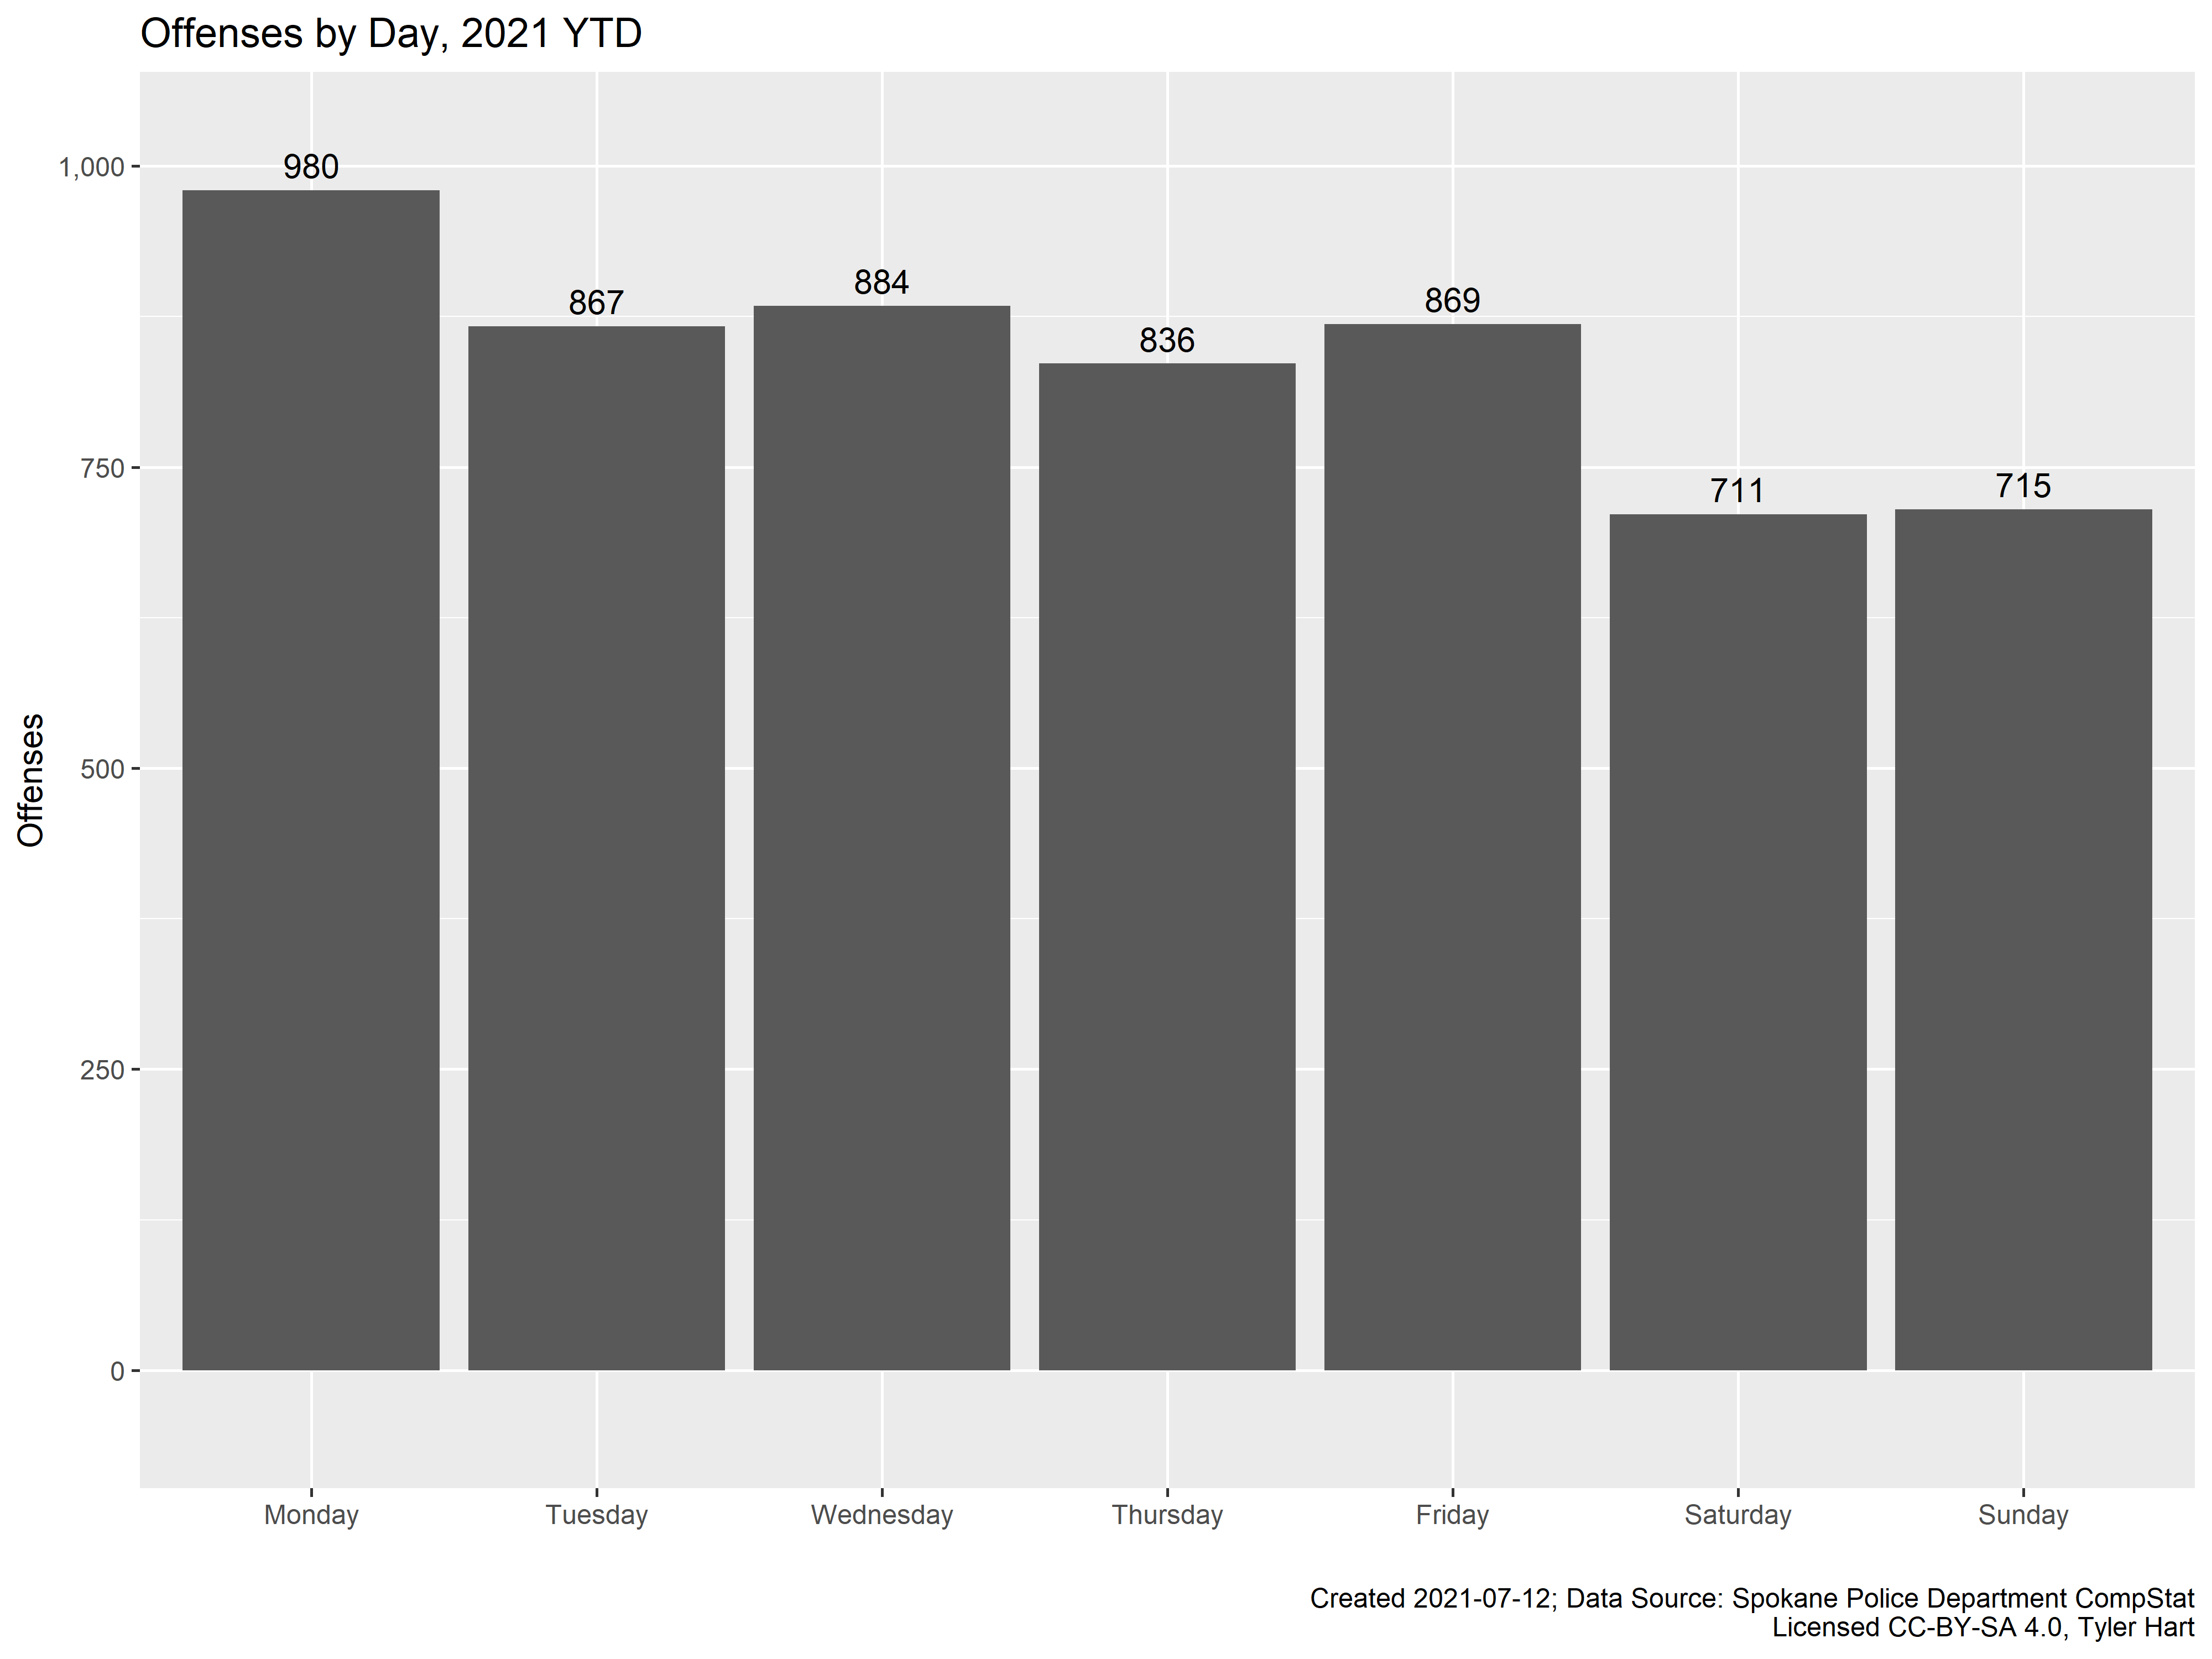 Offenses by Day, 2021 YTD
Offenses
1,000
750
500
250
0
980
867
884
836
869
711
715
Monday Tuesday Wednesday Thursday Friday Saturday Sunday
Created 2021-07-12; Data Source: Spokane Police Department CompStat
Licensed CC-BY-SA 4.0, Tyler Hart